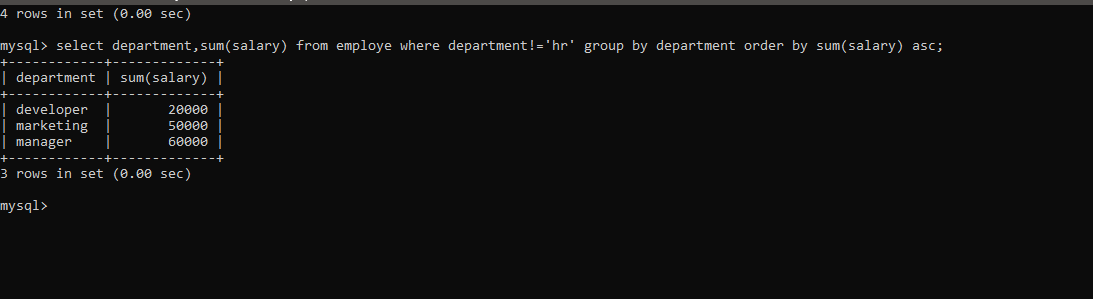 4 rows in set (0.00 sec)
mysql> select department,sum(salary) from employe where department!='hr' group by department order by sum(salary) asc;
+------------+-------------+
| department | sum(salary) |
+------------+-------------+
| developer  |       20000 |
| marketing  |       50000 |
| manager    |       60000 |
+------------+-------------+
3 rows in set (0.00 sec)
mysql>